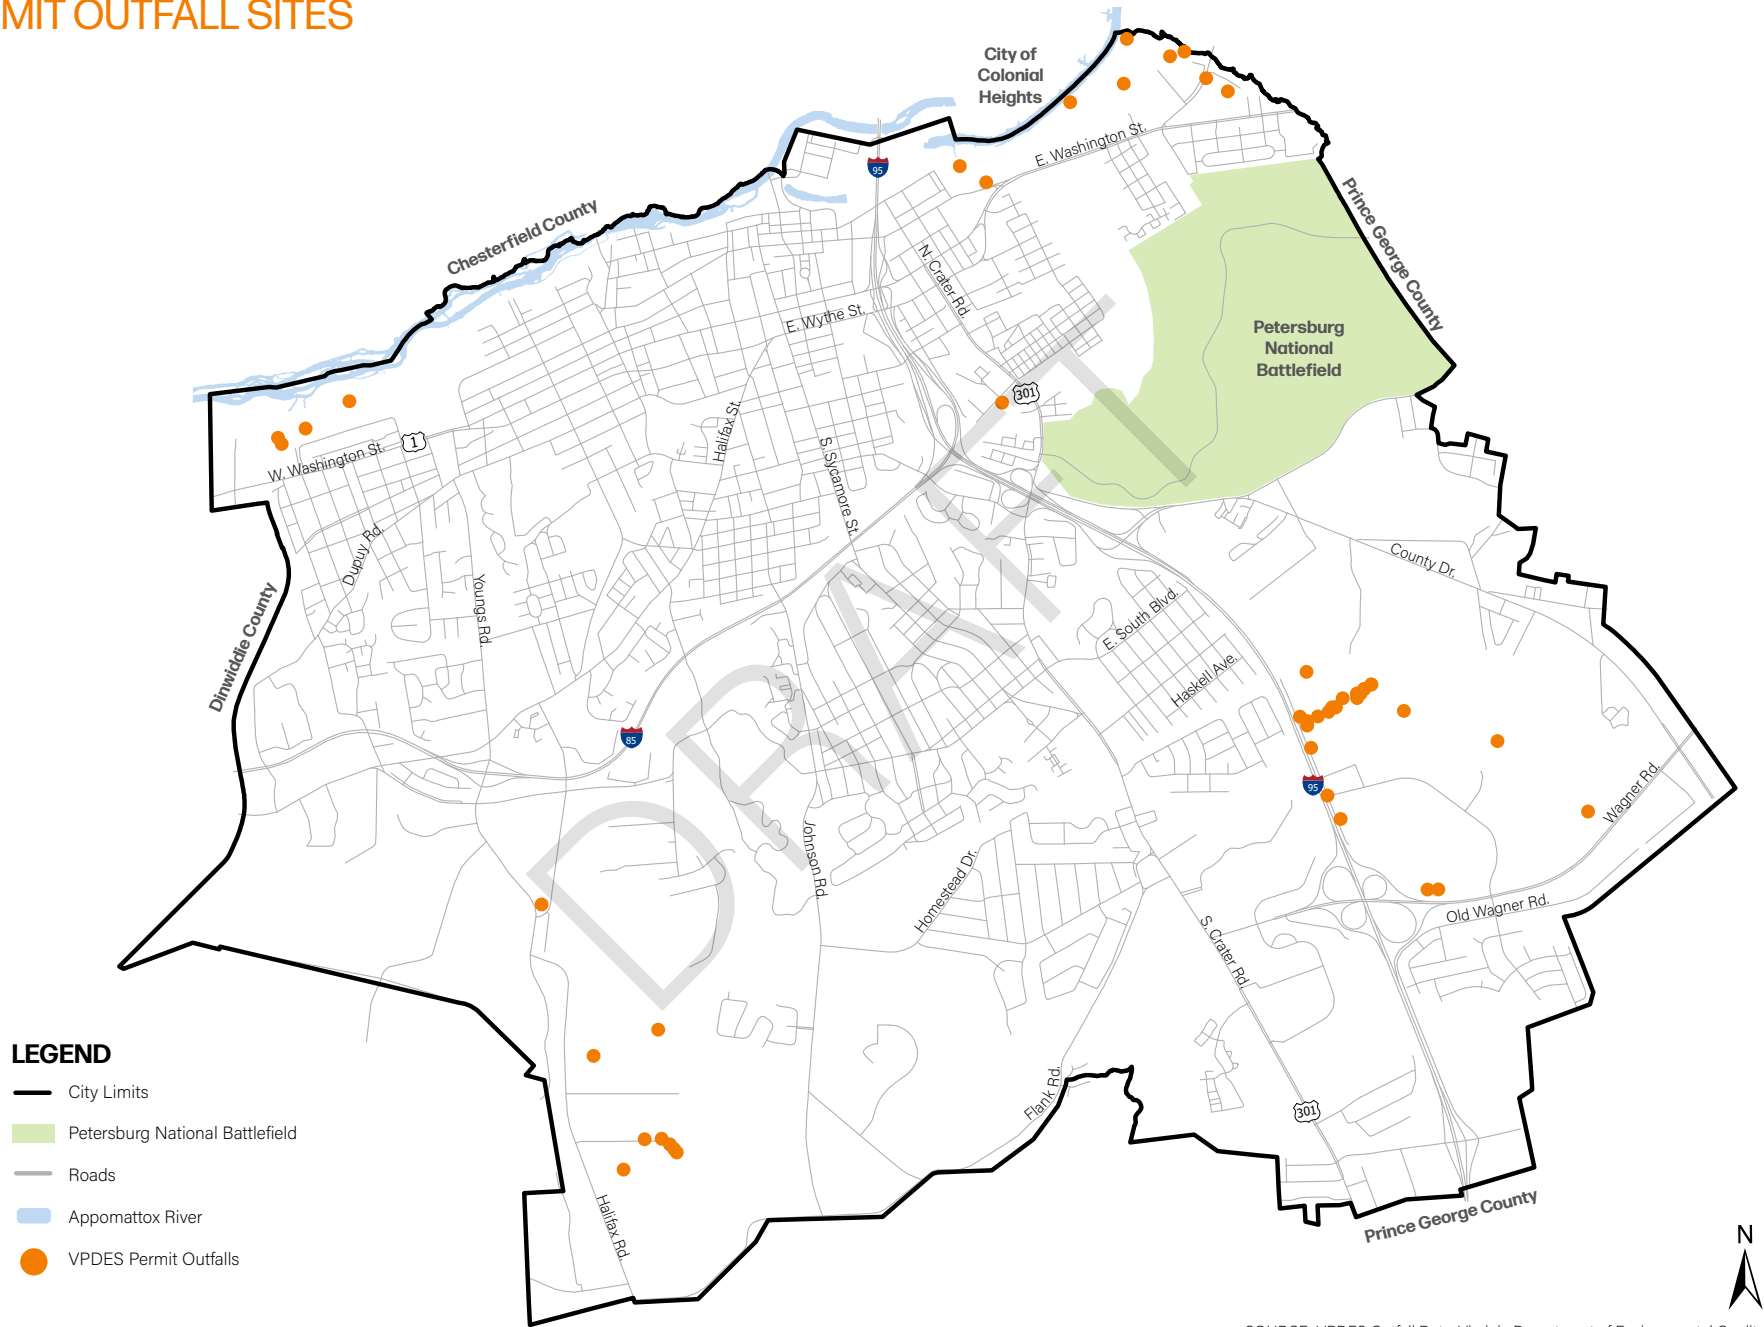 MIT OUTFALL SITES
City of
Colonial
Heights
E. Washington St.
95
Chesterfield County
Prince George County
N. Crater Rd.
E. Wythe St.
Petersburg
National
Battlefield
301
Halifax St.
1
W. Washington St.
S. Sycamore St.
Dupuy Rd.
County Dr.
Youngs Rd.
E. South Blvd.
Dinwiddie County
Haskell Ave.
85
95
Wagner Rd.
Johnson Rd.
Homestead Dr.
Old Wagner Rd.
S. Crater Rd.
DRAFT
Flank Rd.
301
Halifax Rd.
Prince George County
LEGEND
City Limits
Petersburg National Battlefield
Roads
Appomattox River
VPDES Permit Outfalls
N